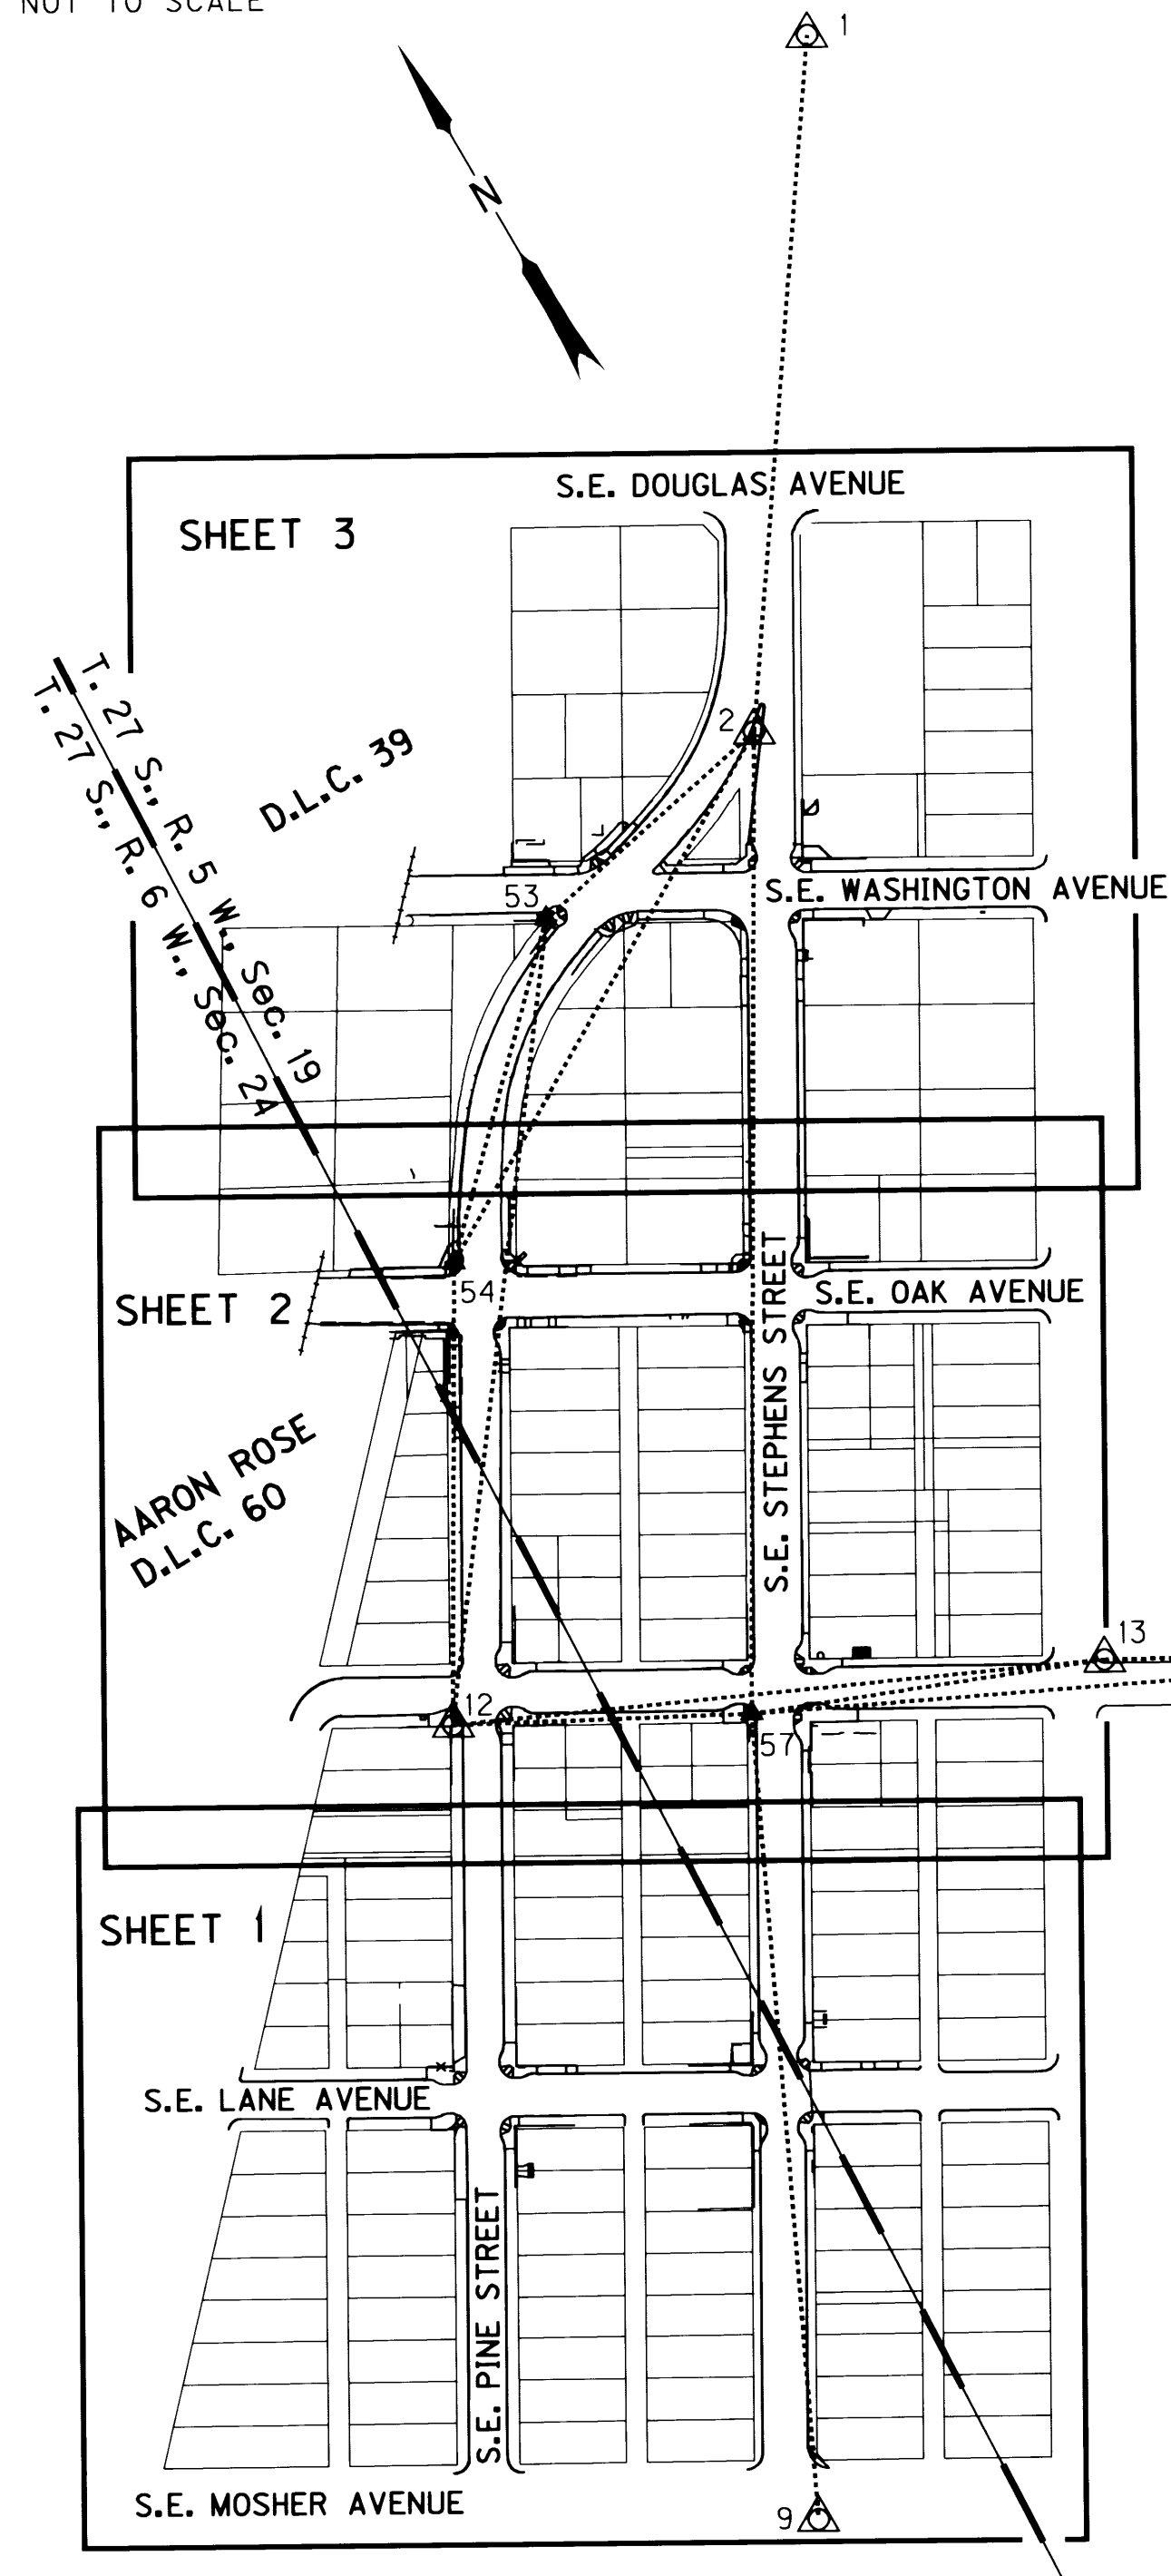 NOT TO SCALE
1
N
S.E. DOUGLAS AVENUE
SHEET 3
2
T. 27 S., R. 5 W., Sec. 19
T. 27 S., R. 6 W., Sec. 24
D.L.C. 39
53
S.E. WASHINGTON AVENUE
54
S.E. OAK AVENUE
SHEET 2
S.E. STEPHENS STREET
AARON ROSE
D.L.C. 60
13
12
57
SHEET 1
S.E. LANE AVENUE
S.E. PINE STREET
S.E. MOSHER AVENUE
9